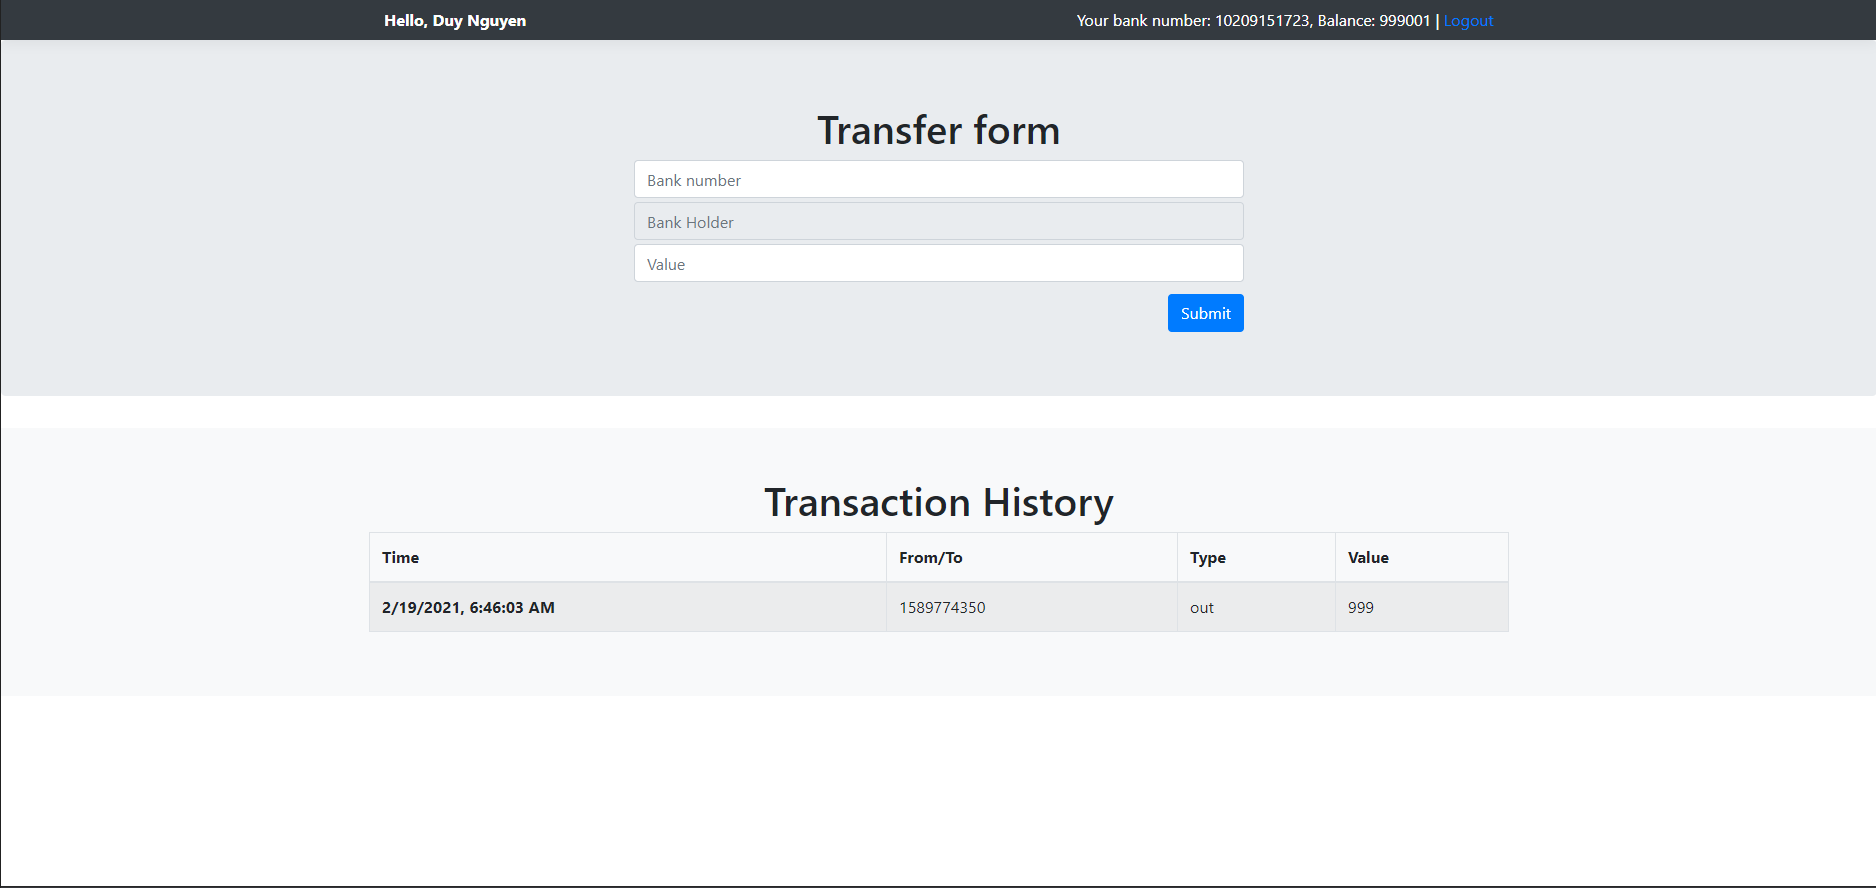 Hello, Duy Nguyen
Your bank number: 10209151723, Balance: 999001 | Logout
Transfer form
Bank number
Bank Holder
Value
Submit
Transaction History
Time From/To Type Value
2/19/2021, 6:46:03 AM 1589774350 out 999